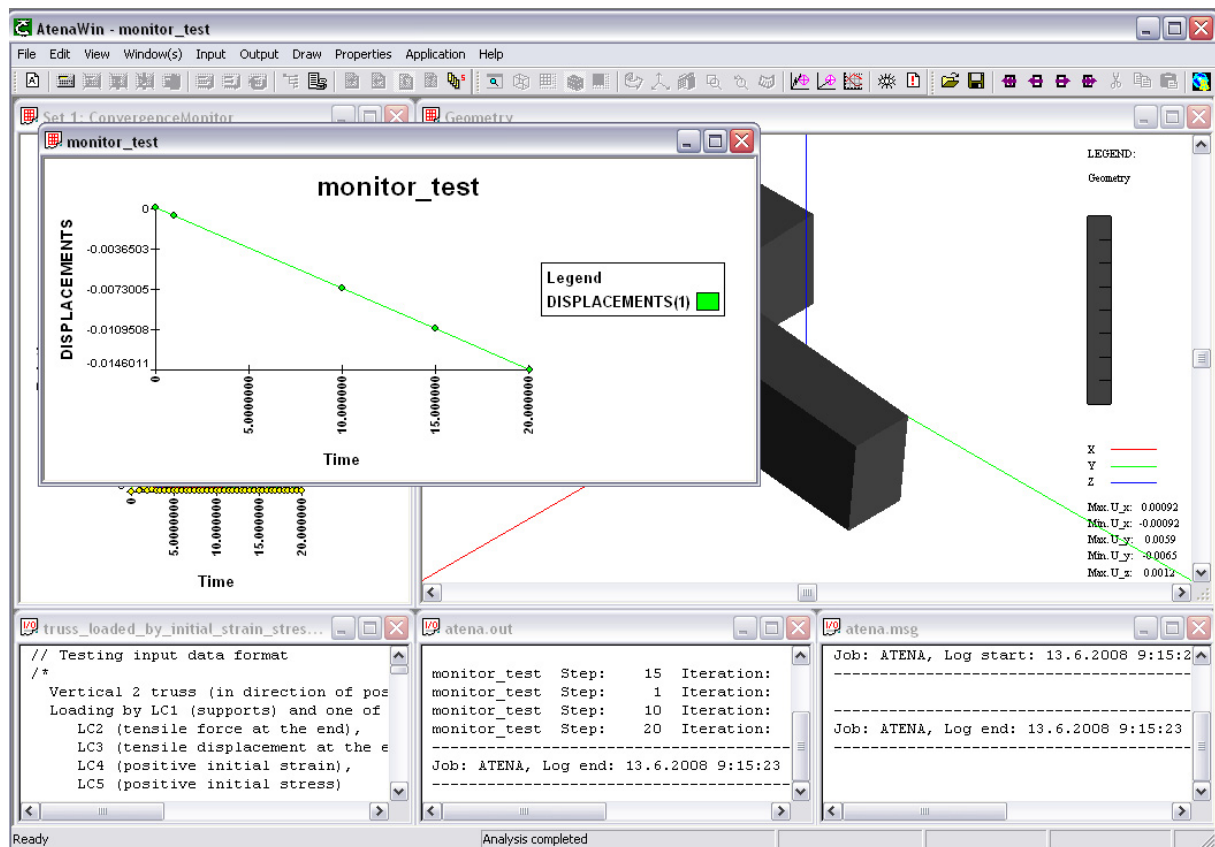 AtenaWin - monitor_test
File Edit View Window(s) Input Output Draw Properties Application Help
Set 1: ConvergenceMonitor
Geometry
monitor_test
monitor_test
DISPLACEMENTS
0
-0.0036503
-0.0073005
-0.0109508
-0.0146011
0
5.0000000
10.000000
15.000000
20.000000
Time
Legend
DISPLACEMENTS(1)
0
5.0000000
10.000000
15.000000
20.000000
Time
LEGEND:
Geometry
X
Y
Z
Max. U_x: 0.00092
Min. U_x: -0.00092
Max. U_y: 0.0059
Min. U_y: -0.0065
Max. U_z: 0.0012
truss_loaded_by_initial_strain_stres...
// Testing input data format
/*
Vertical 2 truss (in direction of pos
Loading by LC1 (supports) and one of
LC2 (tensile force at the end),
LC3 (tensile displacement at the e
LC4 (positive initial strain),
LC5 (positive initial stress)
atena.out
monitor_test Step: 15 Iteration:
monitor_test Step: 1 Iteration:
monitor_test Step: 10 Iteration:
monitor_test Step: 20 Iteration:
------------------------------------
Job: ATENA, Log end: 13.6.2008 9:15:23
------------------------------------
atena.msg
Job: ATENA, Log start: 13.6.2008 9:15:2
------------------------------------
------------------------------------
Job: ATENA, Log end: 13.6.2008 9:15:23
------------------------------------
Ready
Analysis completed